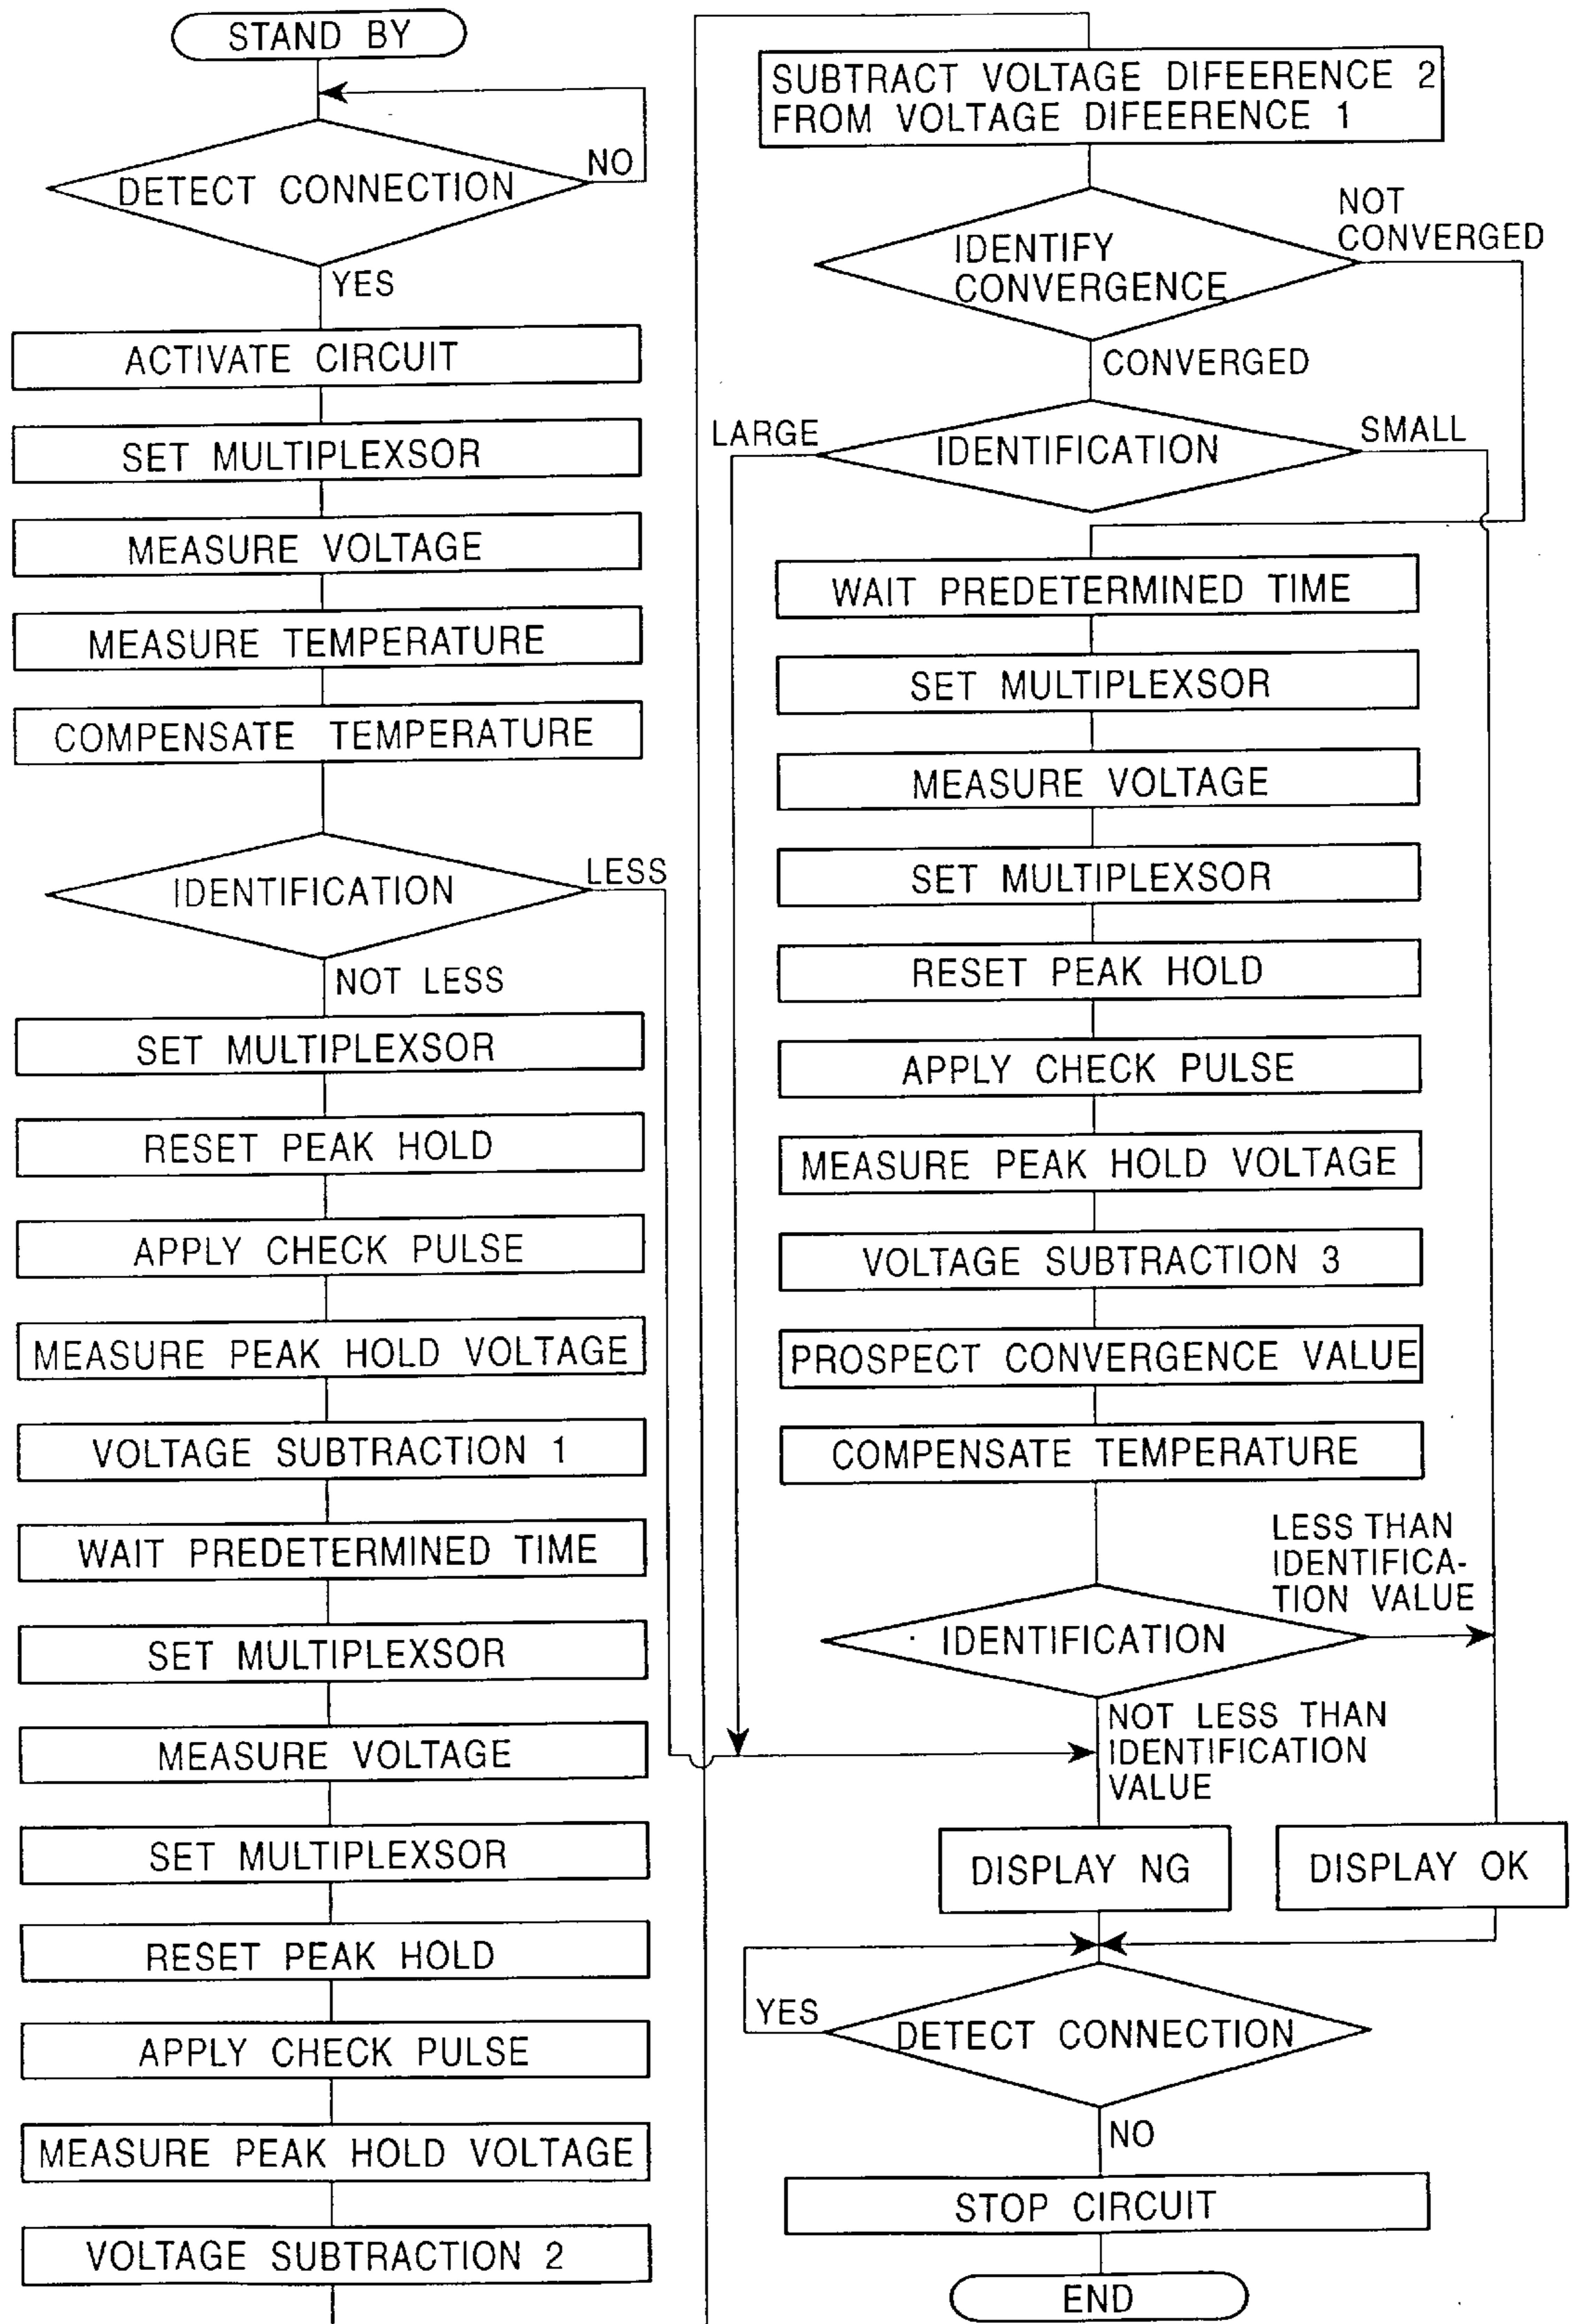 STAND BY
DETECT CONNECTION
NO
YES
ACTIVATE CIRCUIT
SET MULTIPLEXSOR
MEASURE VOLTAGE
MEASURE TEMPERATURE
COMPENSATE TEMPERATURE
IDENTIFICATION
LESS
NOT LESS
SET MULTIPLEXSOR
RESET PEAK HOLD
APPLY CHECK PULSE
MEASURE PEAK HOLD VOLTAGE
VOLTAGE SUBTRACTION 1
WAIT PREDETERMINED TIME
SET MULTIPLEXSOR
MEASURE VOLTAGE
SET MULTIPLEXSOR
RESET PEAK HOLD
APPLY CHECK PULSE
MEASURE PEAK HOLD VOLTAGE
VOLTAGE SUBTRACTION 2
SUBTRACT VOLTAGE DIFEERENCE 2
FROM VOLTAGE DIFEERENCE 1
IDENTIFY
CONVERGENCE
NOT
CONVERGED
CONVERGED
LARGE
IDENTIFICATION
SMALL
WAIT PREDETERMINED TIME
SET MULTIPLEXSOR
MEASURE VOLTAGE
SET MULTIPLEXSOR
RESET PEAK HOLD
APPLY CHECK PULSE
MEASURE PEAK HOLD VOLTAGE
VOLTAGE SUBTRACTION 3
PROSPECT CONVERGENCE VALUE
COMPENSATE TEMPERATURE
LESS THAN
IDENTIFICA-
TION VALUE
IDENTIFICATION
NOT LESS THAN
IDENTIFICATION
VALUE
DISPLAY NG
DISPLAY OK
YES
DETECT CONNECTION
NO
STOP CIRCUIT
END